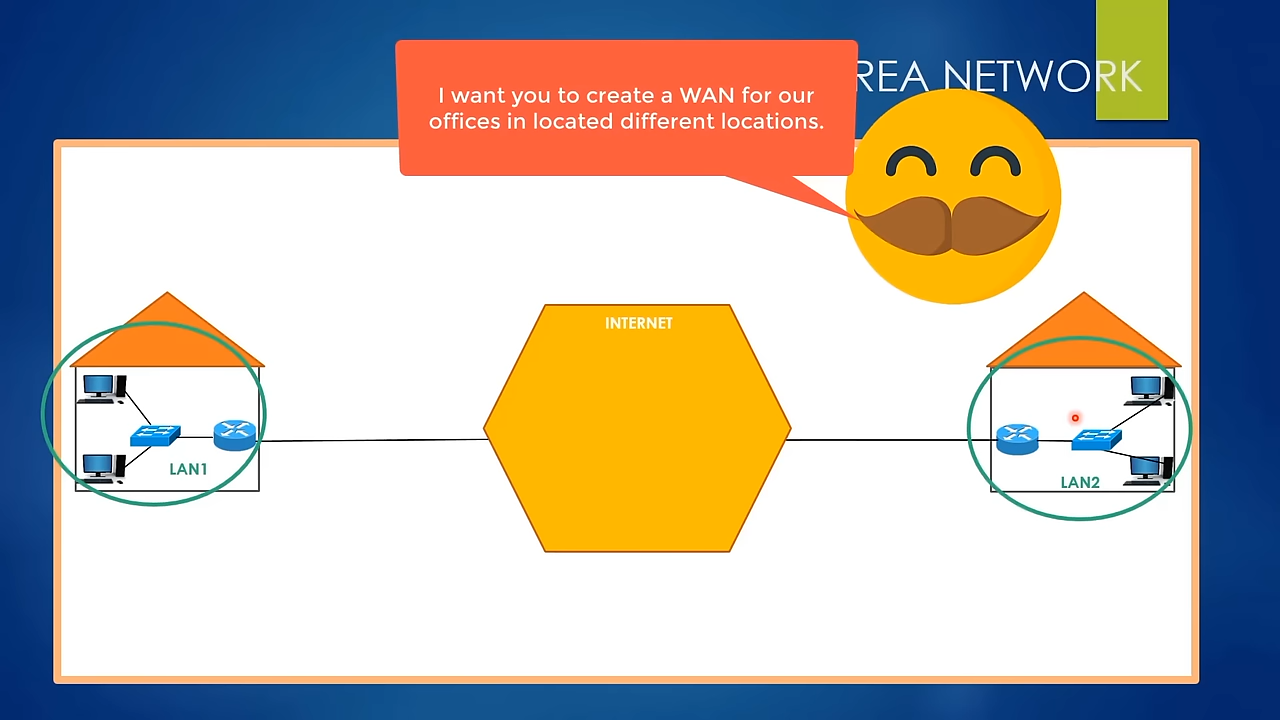 I want you to create a WAN for our
offices in located different locations.
REA NETWORK
INTERNET
LAN1
LAN2